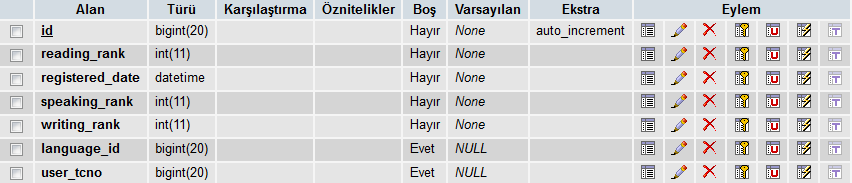 Alan Türü Karşılaştırma Öznitelikler Boş Varsayılan Ekstra Eylem
id bigint(20) Hayır None auto_increment
reading_rank int(11) Hayır None
registered_date datetime Hayır None
speaking_rank int(11) Hayır None
writing_rank int(11) Hayır None
language_id bigint(20) Evet NULL
user_tcno bigint(20) Evet NULL